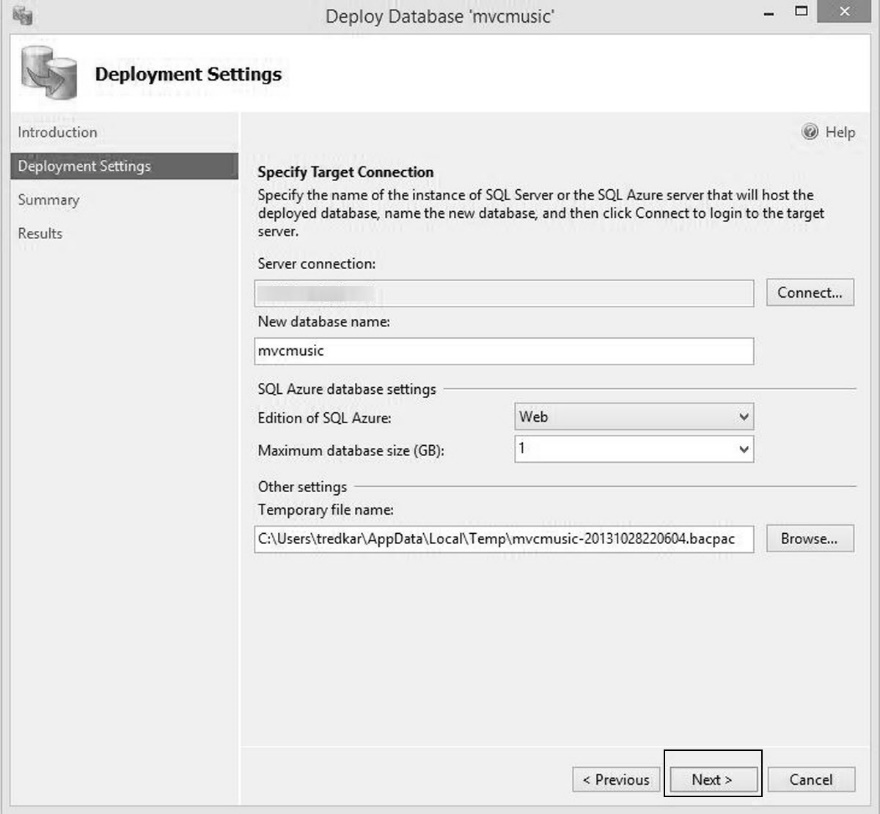 Deploy Database 'mvcmusic'
Deployment Settings
Introduction
Help
Deployment Settings
Summary
Results
Specify Target Connection
Specify the name of the instance of SQL Server or the SQL Azure server that will host the
deployed database, name the new database, and then click Connect to login to the target
server.
Server connection:
Connect...
New database name:
mvcmusic
SQL Azure database settings
Edition of SQL Azure:
Web
Maximum database size (GB):
1
Other settings
Temporary file name:
C:\Users\tredkar\AppData\Local\Temp\mvcmusic-20131028220604.bacpac
Browse...
< Previous
Next >
Cancel